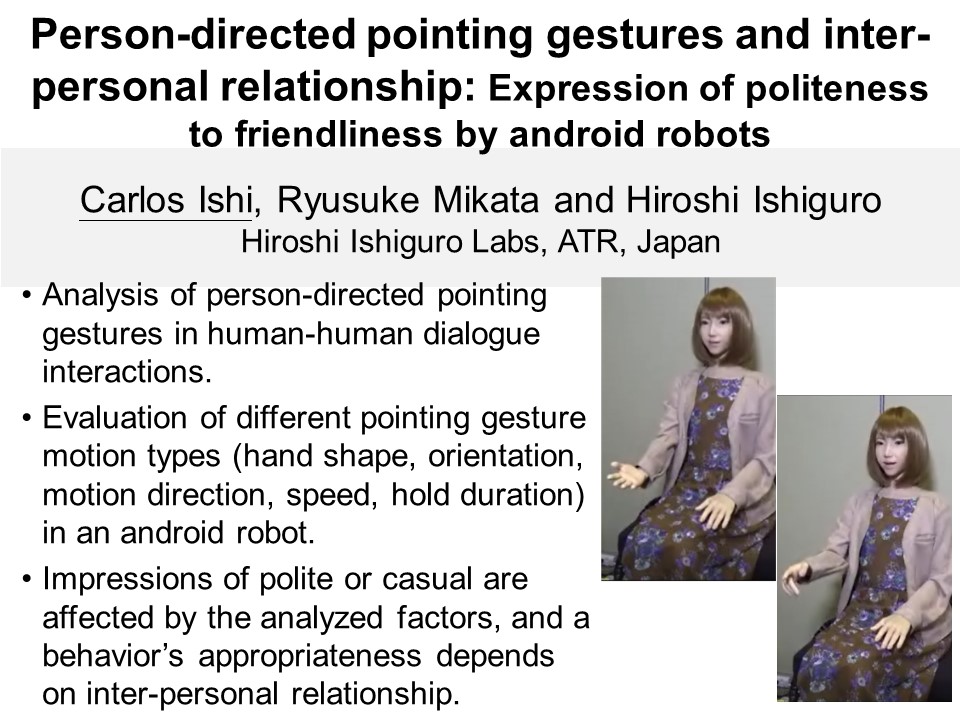 Person-directed pointing gestures and inter-
personal relationship: Expression of politeness
to friendliness by android robots
Carlos Ishi, Ryusuke Mikata and Hiroshi Ishiguro
Hiroshi Ishiguro Labs, ATR, Japan
• Analysis of person-directed pointing
gestures in human-human dialogue
interactions.
• Evaluation of different pointing gesture
motion types (hand shape, orientation,
motion direction, speed, hold duration)
in an android robot.
• Impressions of polite or casual are
affected by the analyzed factors, and a
behavior’s appropriateness depends
on inter-personal relationship.